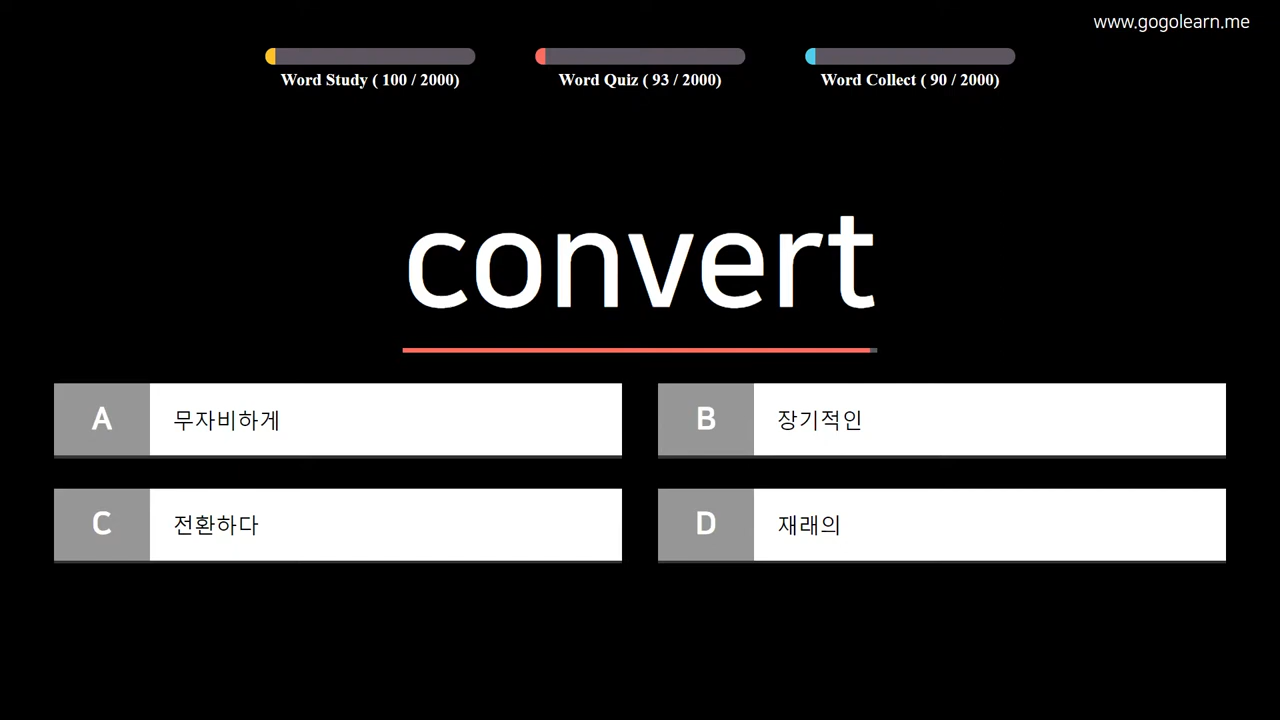 www.gogolearn.me
Word Study ( 100 / 2000)
Word Quiz ( 93 / 2000)
Word Collect ( 90 / 2000)
convert
A 무자비하게
B 장기적인
C 전환하다
D 재래의